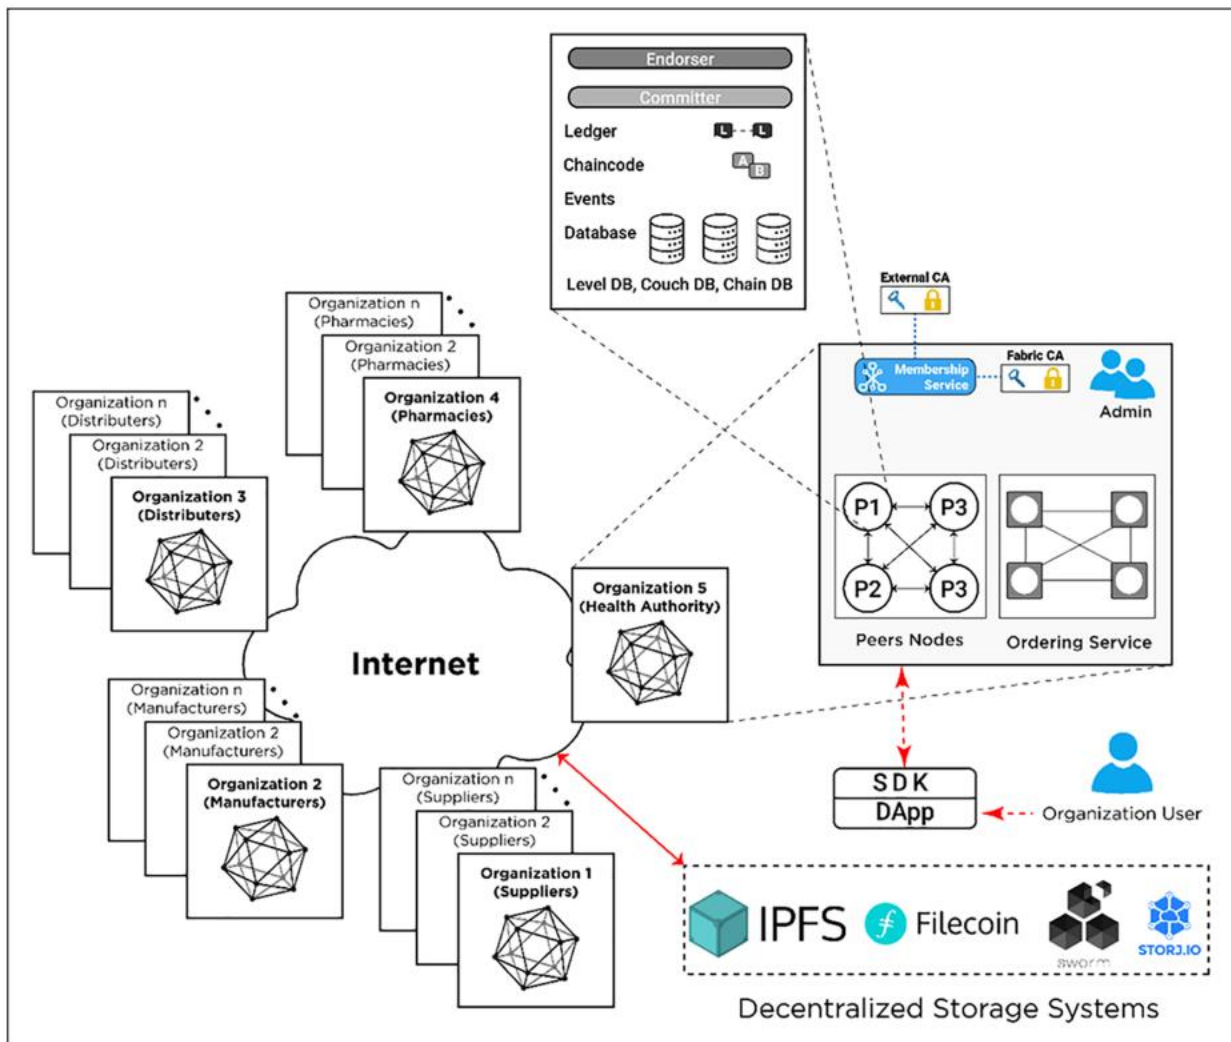 Endorser
Committer
Ledger
L
L
Chaincode
A
B
Events
Database
Level DB, Couch DB, Chain DB
External CA
Membership
Service
Fabric CA
Admin
P1
P3
P2
P3
Peers Nodes
Ordering Service
Organization n
(Pharmacies)
Organization 2
(Pharmacies)
Organization 4
(Pharmacies)
Organization n
(Distributers)
Organization 2
(Distributers)
Organization 3
(Distributers)
Organization 5
(Health Authority)
Internet
Organization n
(Manufacturers)
Organization 2
(Manufacturers)
Organization 2
(Manufacturers)
Organization n
(Suppliers)
Organization 2
(Suppliers)
Organization 1
(Suppliers)
SDK
DApp
Organization User
IPFS
Filecoin
sworm
STORJ.IO
Decentralized Storage Systems